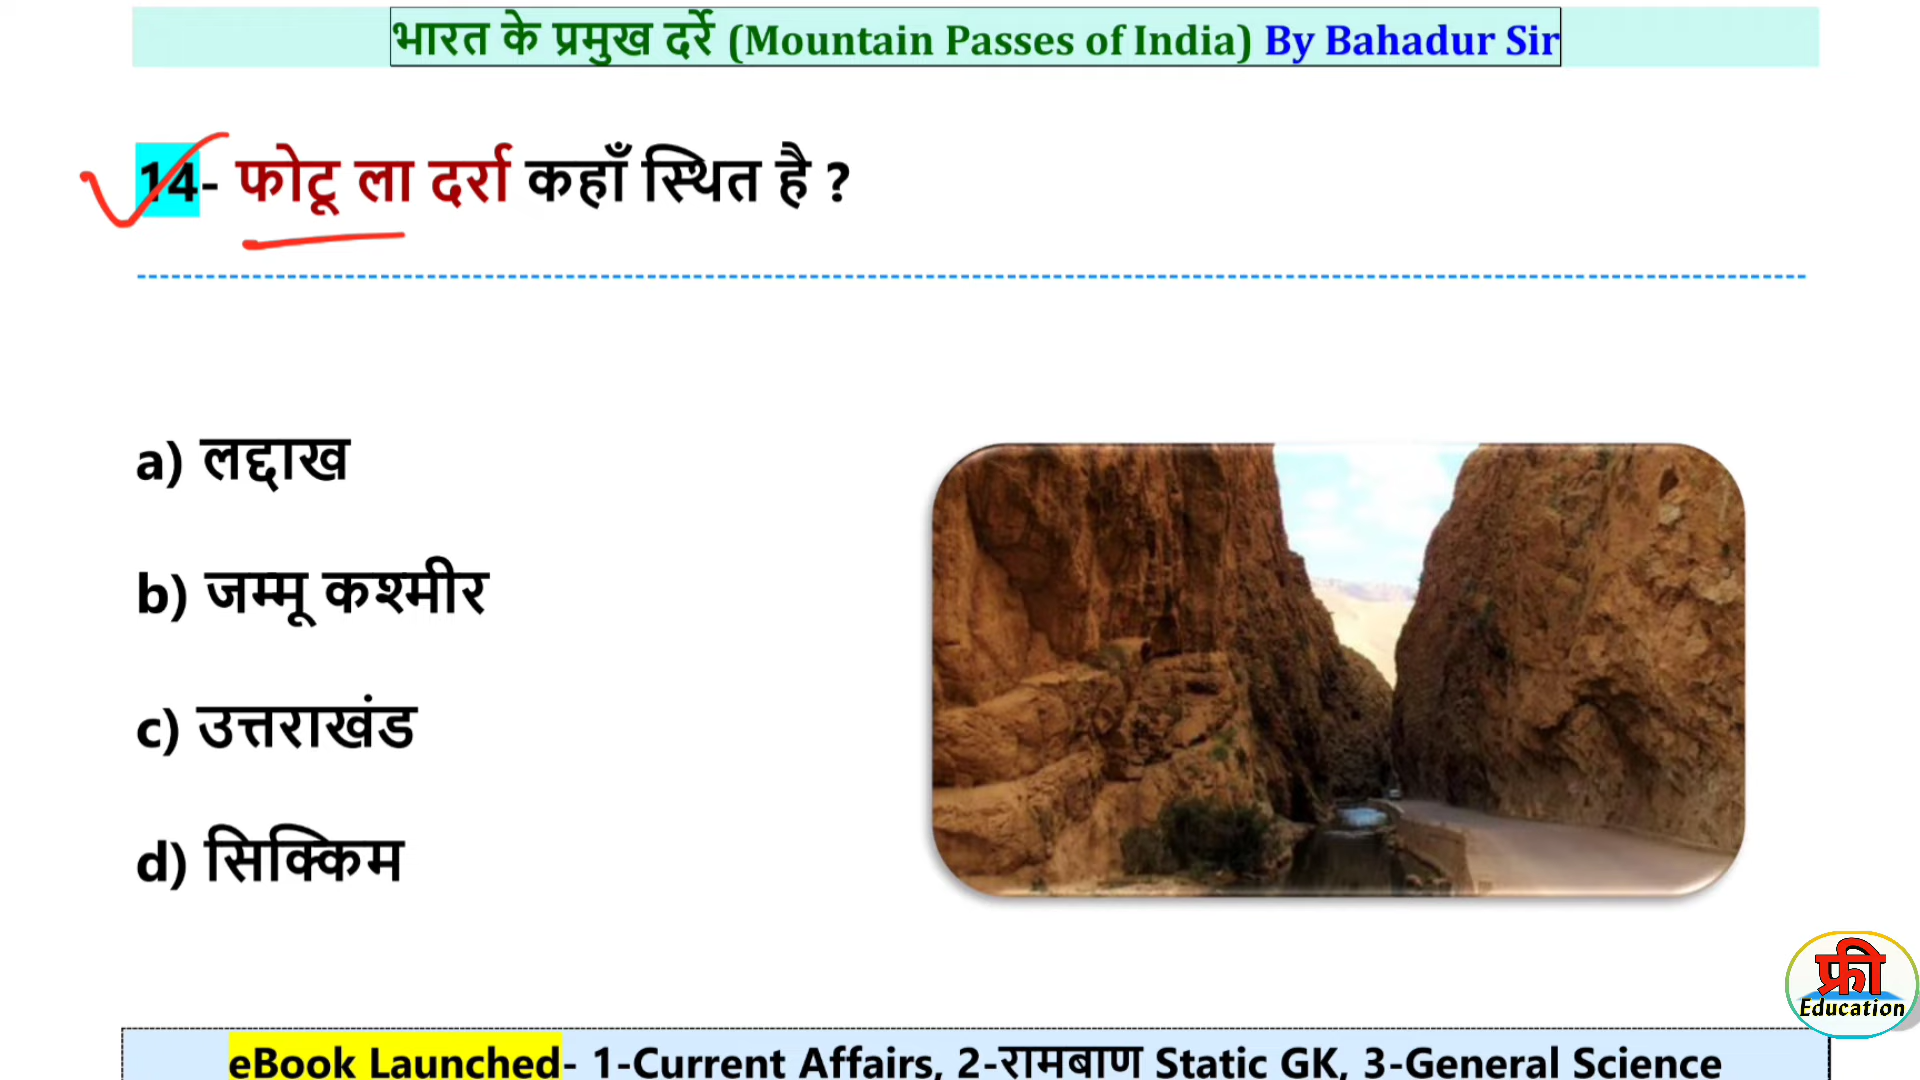 भारत के प्रमुख दर्रे (Mountain Passes of India) By Bahadur Sir
14- फोटू ला दर्रा कहाँ स्थित है ?
a) लद्दाख
b) जम्मू कश्मीर
c) उत्तराखंड
d) सिक्किम
फ्री
Education
eBook Launched- 1-Current Affairs, 2-रामबाण Static GK, 3-General Science